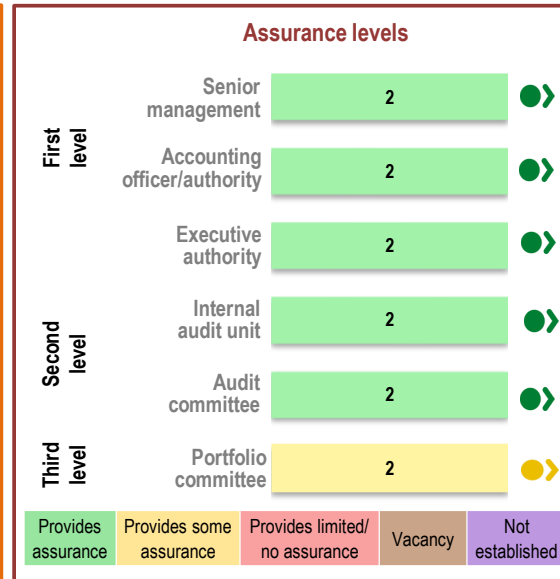 Assurance levels
First
level
Senior
management
2
Accounting
officer/authority
2
Executive
authority
2
Second
level
Internal
audit unit
2
Audit
committee
2
Third
level
Portfolio
committee
2
Provides
assurance
Provides some
assurance
Provides limited/
no assurance
Vacancy
Not
established